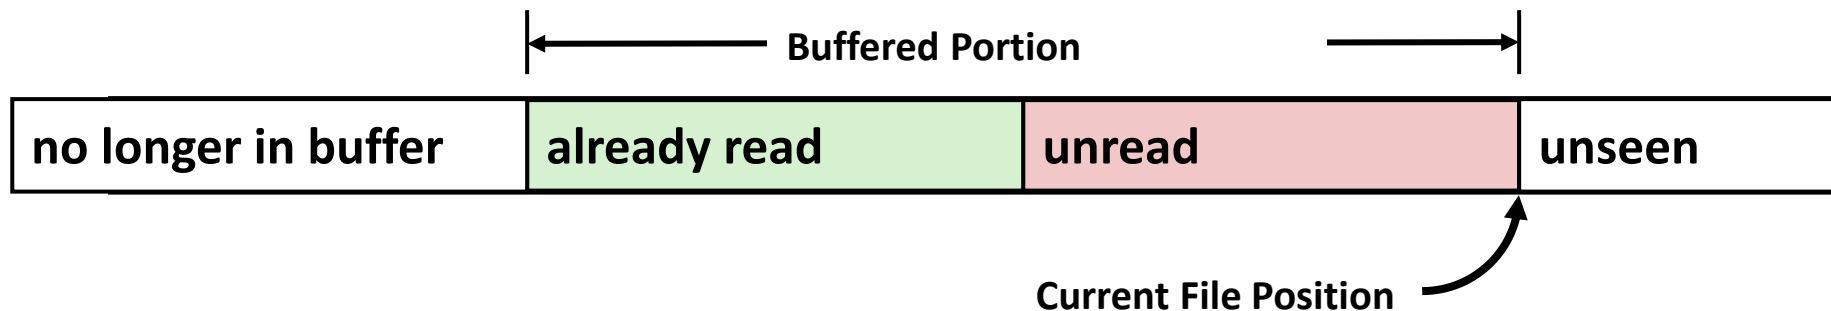 Buffered Portion
no longer in buffer
already read
unread
unseen
Current File Position